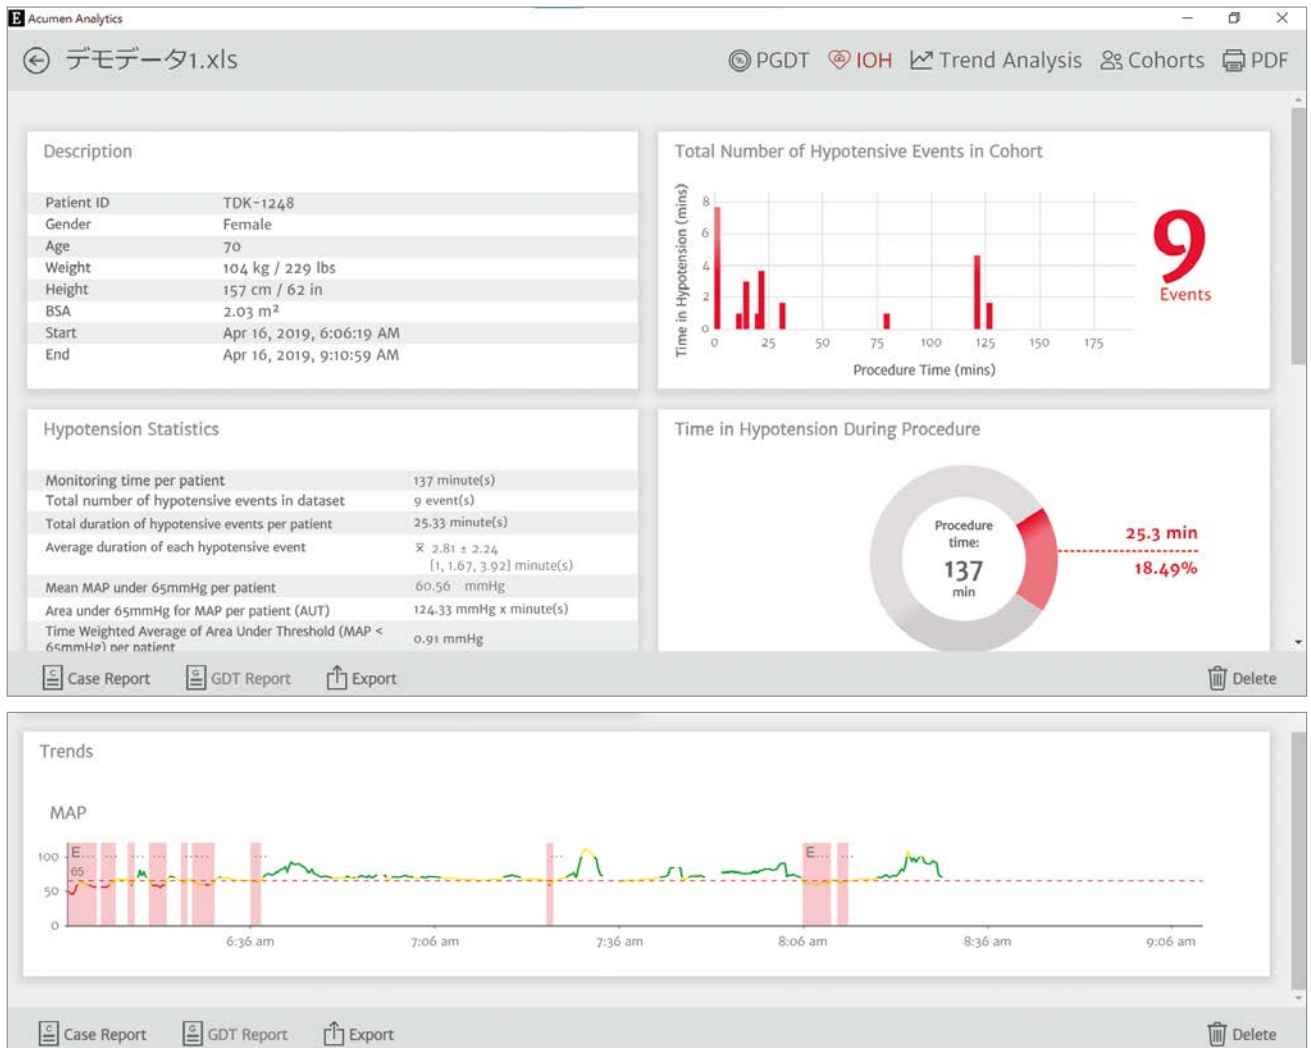 E Acumen Analytics
デモデータ1.xls
PGDT IOH Trend Analysis Cohorts PDF
Description
Patient ID TDK-1248
Gender Female
Age 70
Weight 104 kg / 229 lbs
Height 157 cm / 62 in
BSA 2.03 m²
Start Apr 16, 2019, 6:06:19 AM
End Apr 16, 2019, 9:10:59 AM
Total Number of Hypotensive Events in Cohort
Time in Hypotension (mins)
8
6
4
2
0
0 25 50 75 100 125 150 175
Procedure Time (mins)
9
Events
Hypotension Statistics
Monitoring time per patient 137 minute(s)
Total number of hypotensive events in dataset 9 event(s)
Total duration of hypotensive events per patient 25.33 minute(s)
Average duration of each hypotensive event x̅ 2.81 ± 2.24
[1, 1.67, 3.92] minute(s)
Mean MAP under 65mmHg per patient 60.56 mmHg
Area under 65mmHg for MAP per patient (AUT) 124.33 mmHg x minute(s)
Time Weighted Average of Area Under Threshold (MAP < 0.91 mmHg
65mmHg) per patient
Time in Hypotension During Procedure
Procedure
time:
137
min
25.3 min
18.49%
C Case Report G GDT Report Export Delete
Trends
MAP
100
50
0
65
E... ... ... ... ...... ... ... E... ...
6:36 am 7:06 am 7:36 am 8:06 am 8:36 am 9:06 am
C Case Report G GDT Report Export Delete